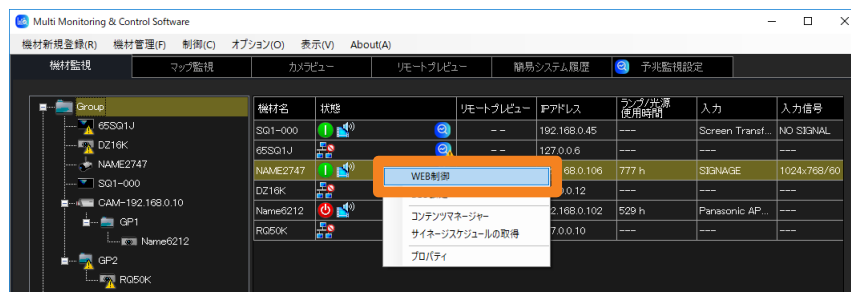 Multi Monitoring & Control Software
機材新規登録(R) 機材管理(F) 制御(C) オプション(O) 表示(V) About(A)
機材監視 マップ監視 カメラビュー リモートプレビュー 簡易システム履歴 予兆監視設定
Group
65SQ1J
DZ16K
NAME2747
SQ1-000
CAM-192.168.0.10
GP1
Name6212
GP2
RQ50K
機材名 状態 リモートプレビュー IPアドレス ランプ/光源使用時間 入力 入力信号
SQ1-000 -- 192.168.0.45 --- Screen Transf... NO SIGNAL
65SQ1J -- 127.0.0.6 --- --- ---
NAME2747 68.0.106 777 h SIGNAGE 1024x768/60
DZ16K .0.12 --- --- ---
Name6212 2.168.0.102 529 h Panasonic AP... ---
RQ50K 7.0.0.10 --- --- ---
WEB制御
コンテンツマネージャー
サイネージスケジュールの取得
プロパティ